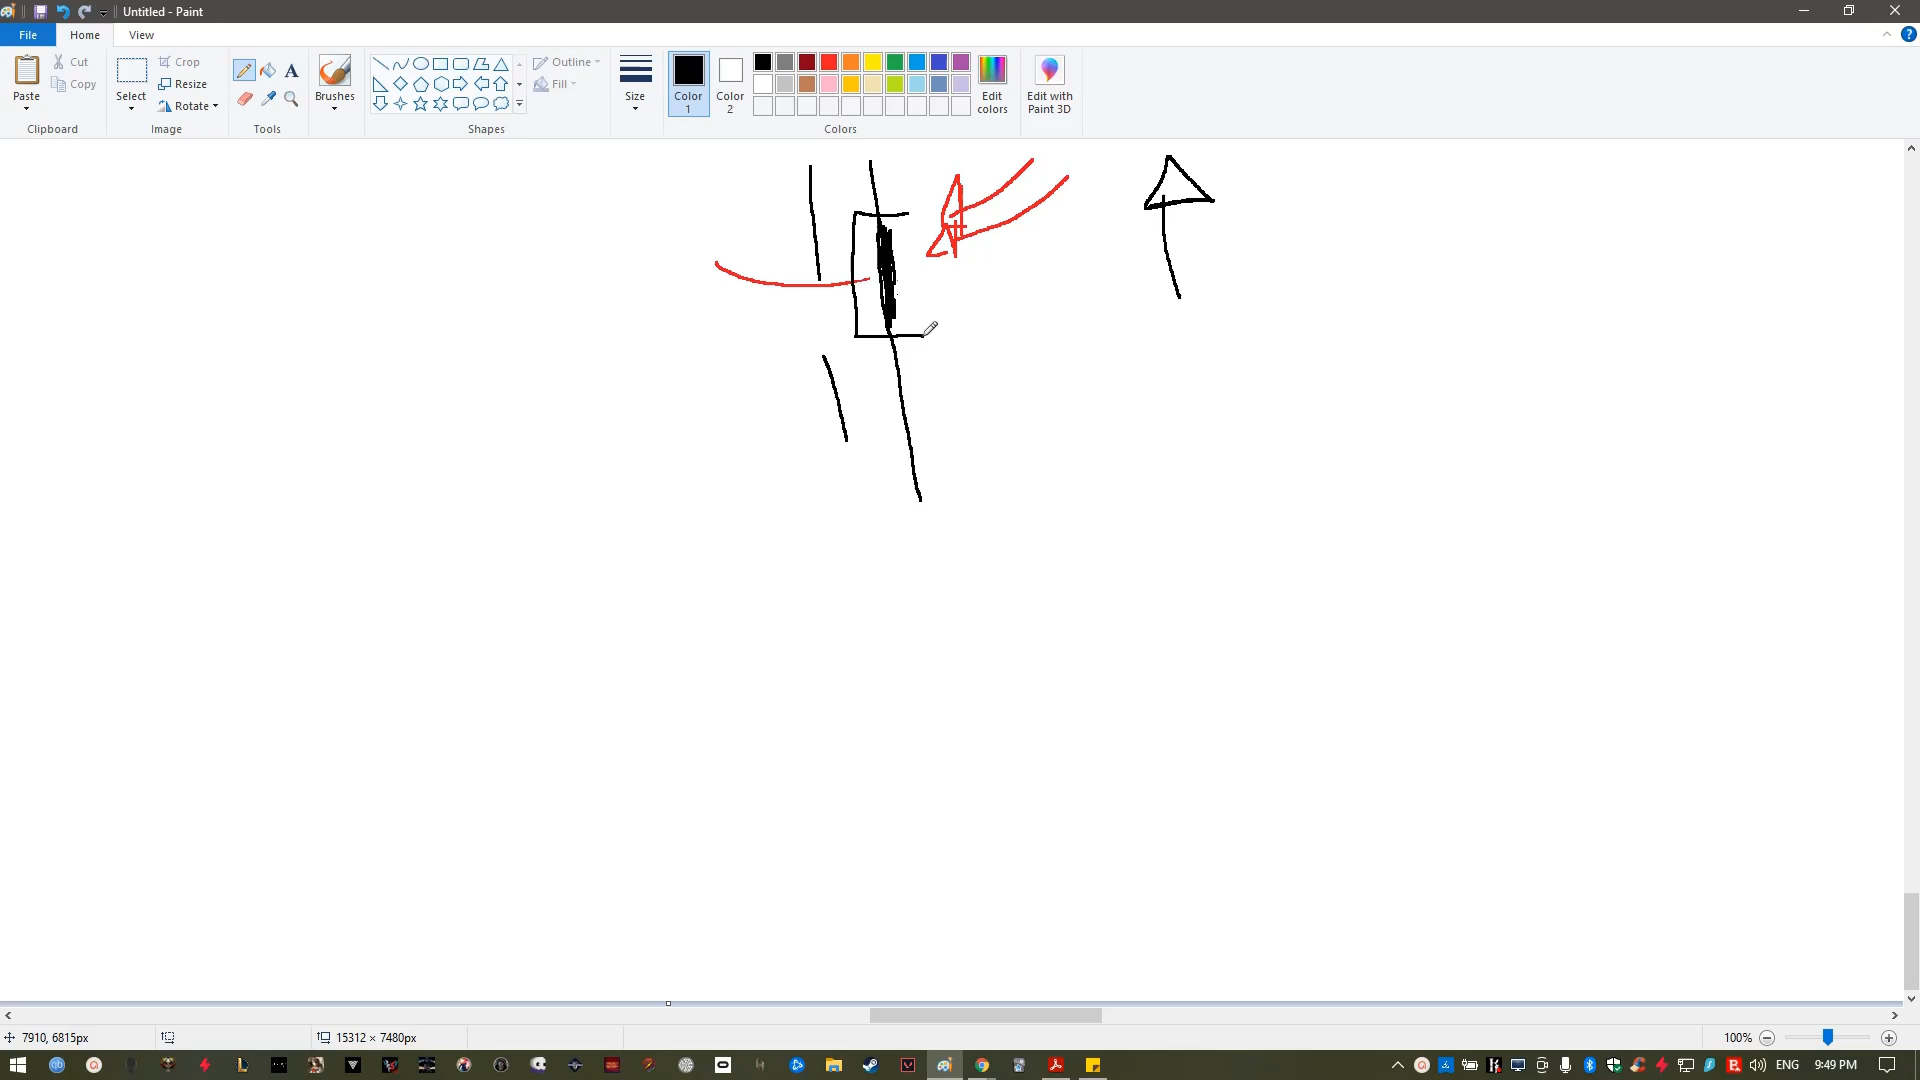 Untitled - Paint
File
Home
View
Paste
Cut
Copy
Clipboard
Select
Crop
Resize
Rotate
Image
A
Tools
Brushes
Shapes
Outline
Fill
Size
Color 1
Color 2
Edit colors
Colors
Edit with Paint 3D
7910, 6815px
15312 × 7480px
100%
ENG
9:49 PM